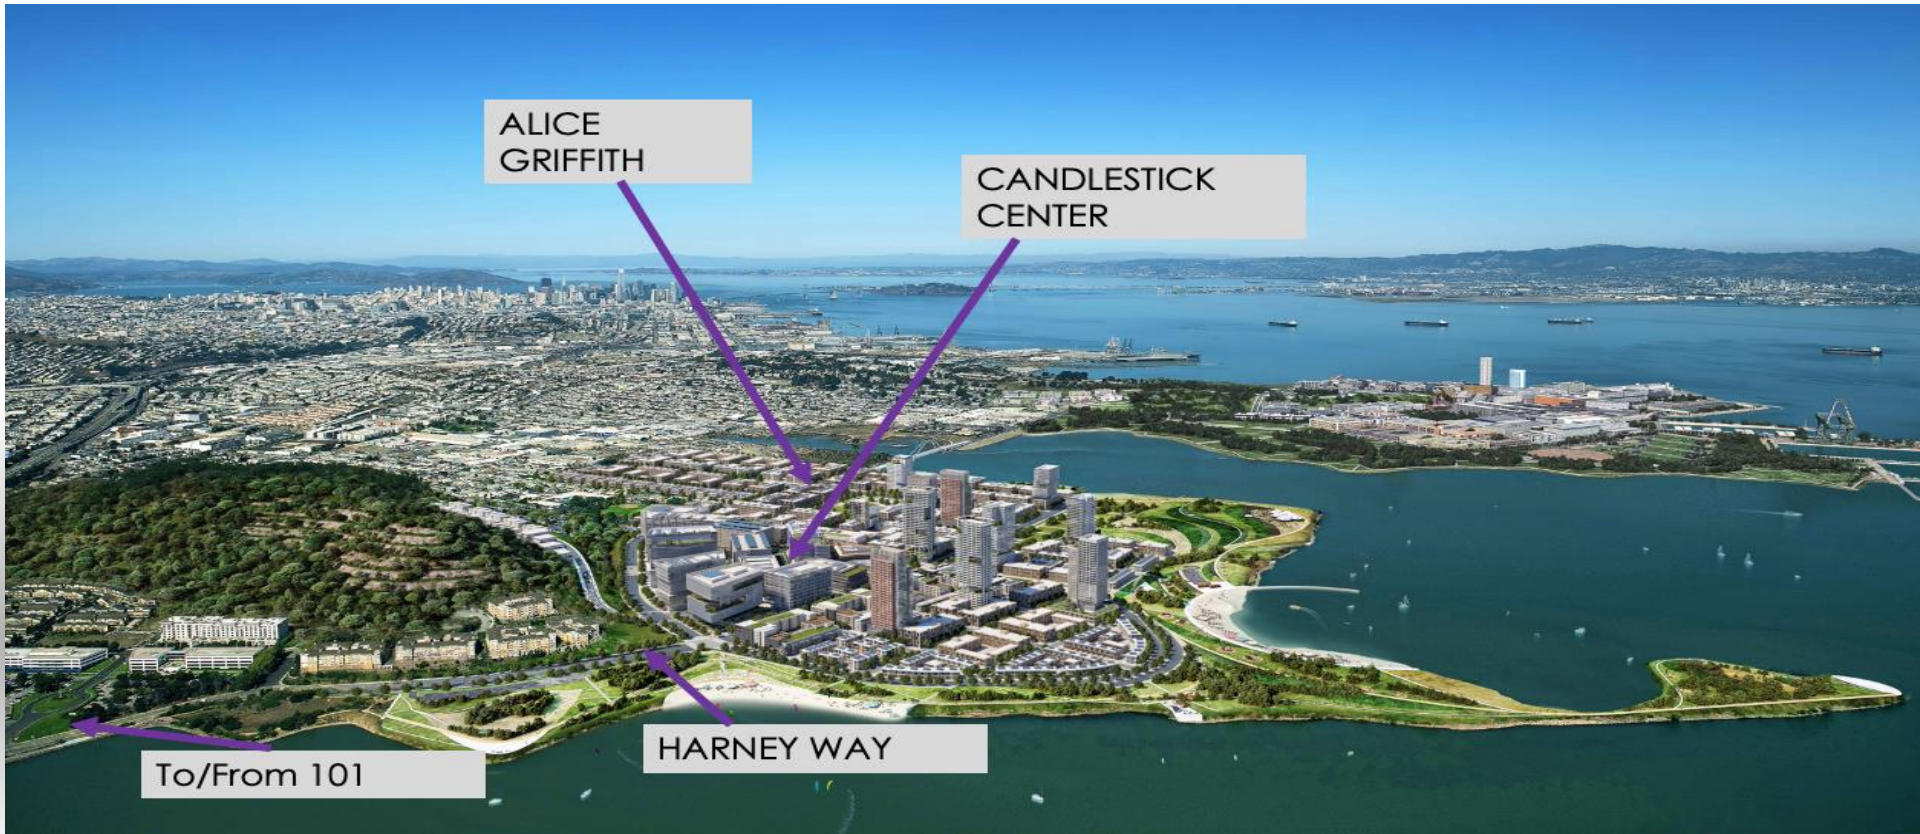 ALICE
GRIFFITH
CANDLESTICK
CENTER
HARNEY WAY
To/From 101